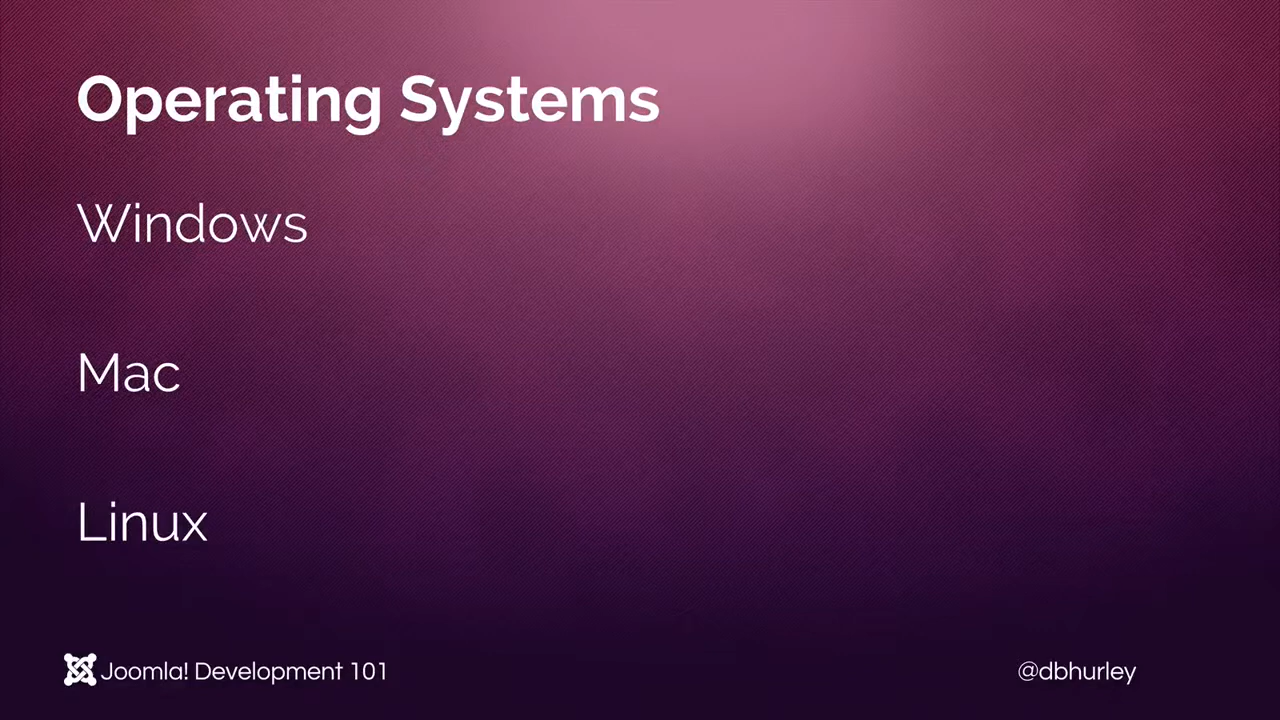 Operating Systems
Windows
Mac
Linux
Joomla! Development 101
@dbhurley